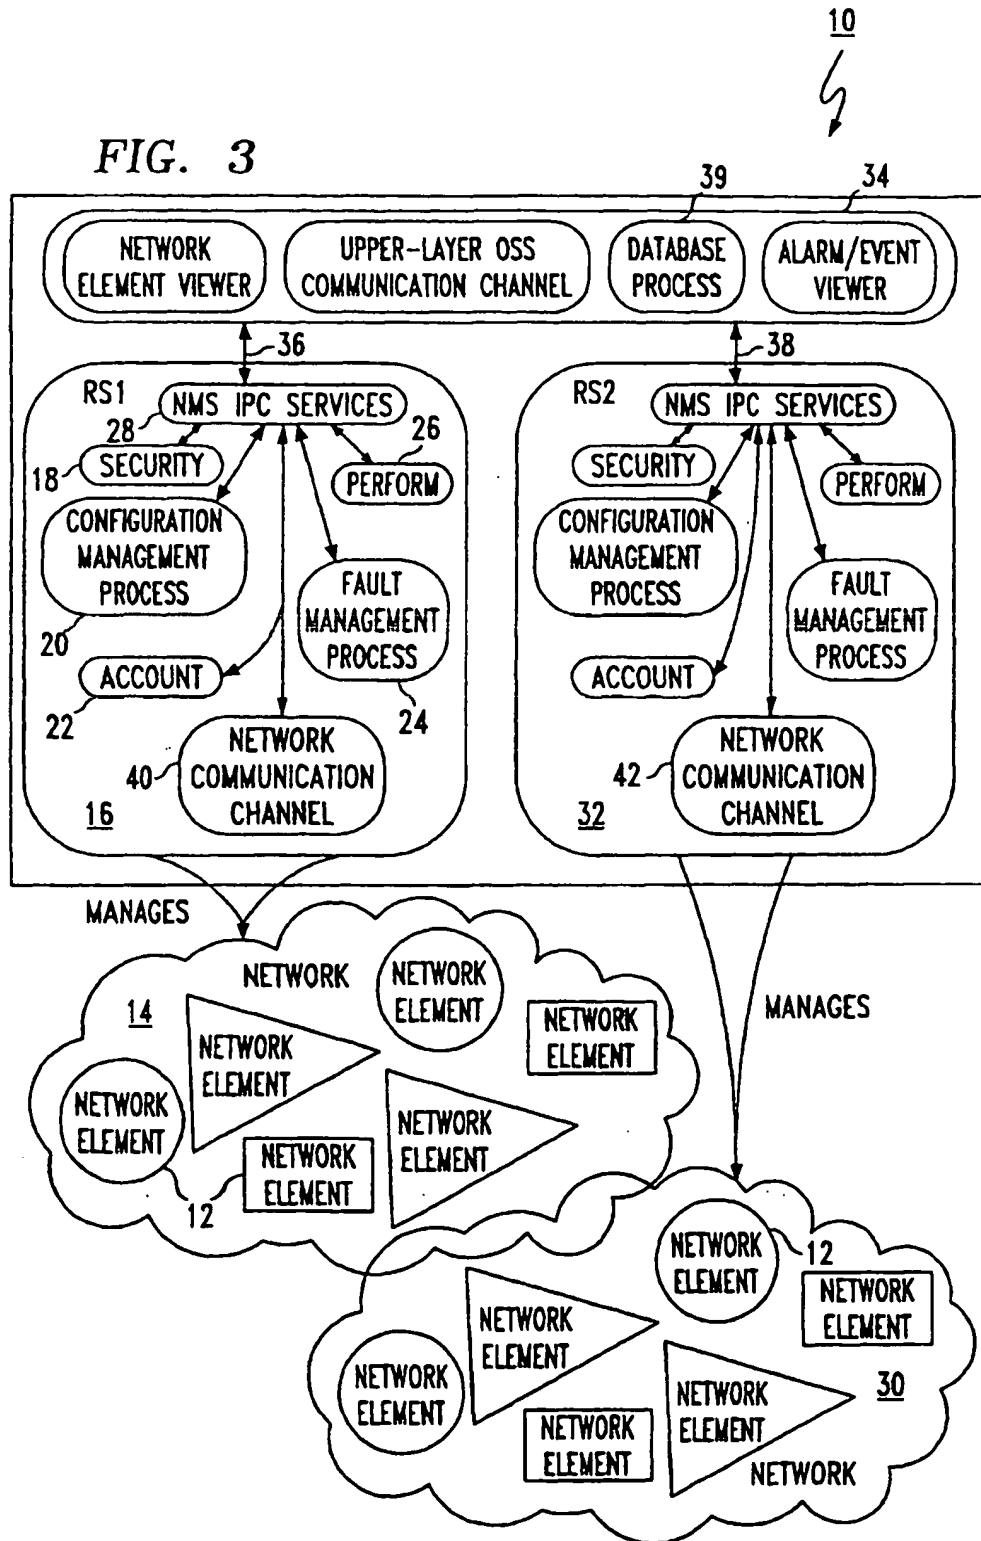 10
FIG. 3
39
34
NETWORK
ELEMENT VIEWER
UPPER-LAYER OSS
COMMUNICATION CHANNEL
DATABASE
PROCESS
ALARM/EVENT
VIEWER
36
38
RS1
NMS IPC SERVICES
28
26
18
SECURITY
PERFORM
CONFIGURATION
MANAGEMENT
PROCESS
20
FAULT
MANAGEMENT
PROCESS
24
ACCOUNT
22
40
NETWORK
COMMUNICATION
CHANNEL
16
RS2
NMS IPC SERVICES
SECURITY
PERFORM
CONFIGURATION
MANAGEMENT
PROCESS
FAULT
MANAGEMENT
PROCESS
ACCOUNT
42
NETWORK
COMMUNICATION
CHANNEL
32
MANAGES
MANAGES
NETWORK
14
NETWORK
ELEMENT
NETWORK
ELEMENT
NETWORK
ELEMENT
NETWORK
ELEMENT
NETWORK
ELEMENT
NETWORK
ELEMENT
12
NETWORK
ELEMENT
12
NETWORK
ELEMENT
NETWORK
ELEMENT
NETWORK
ELEMENT
NETWORK
ELEMENT
NETWORK
ELEMENT
30
NETWORK